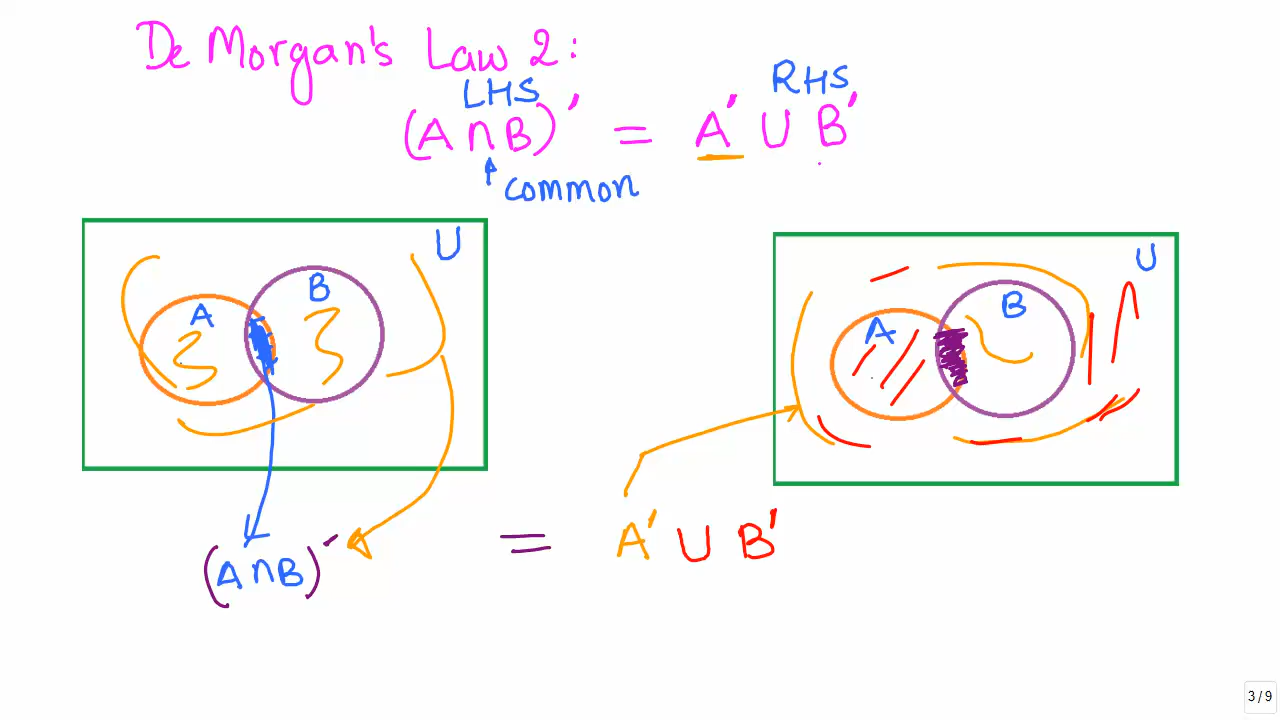 De Morgan's Law 2:
LHS RHS
(A ∩ B)' = A' U B'
common
U
A B
U
A B
(A ∩ B)' = A' U B'
3 / 9